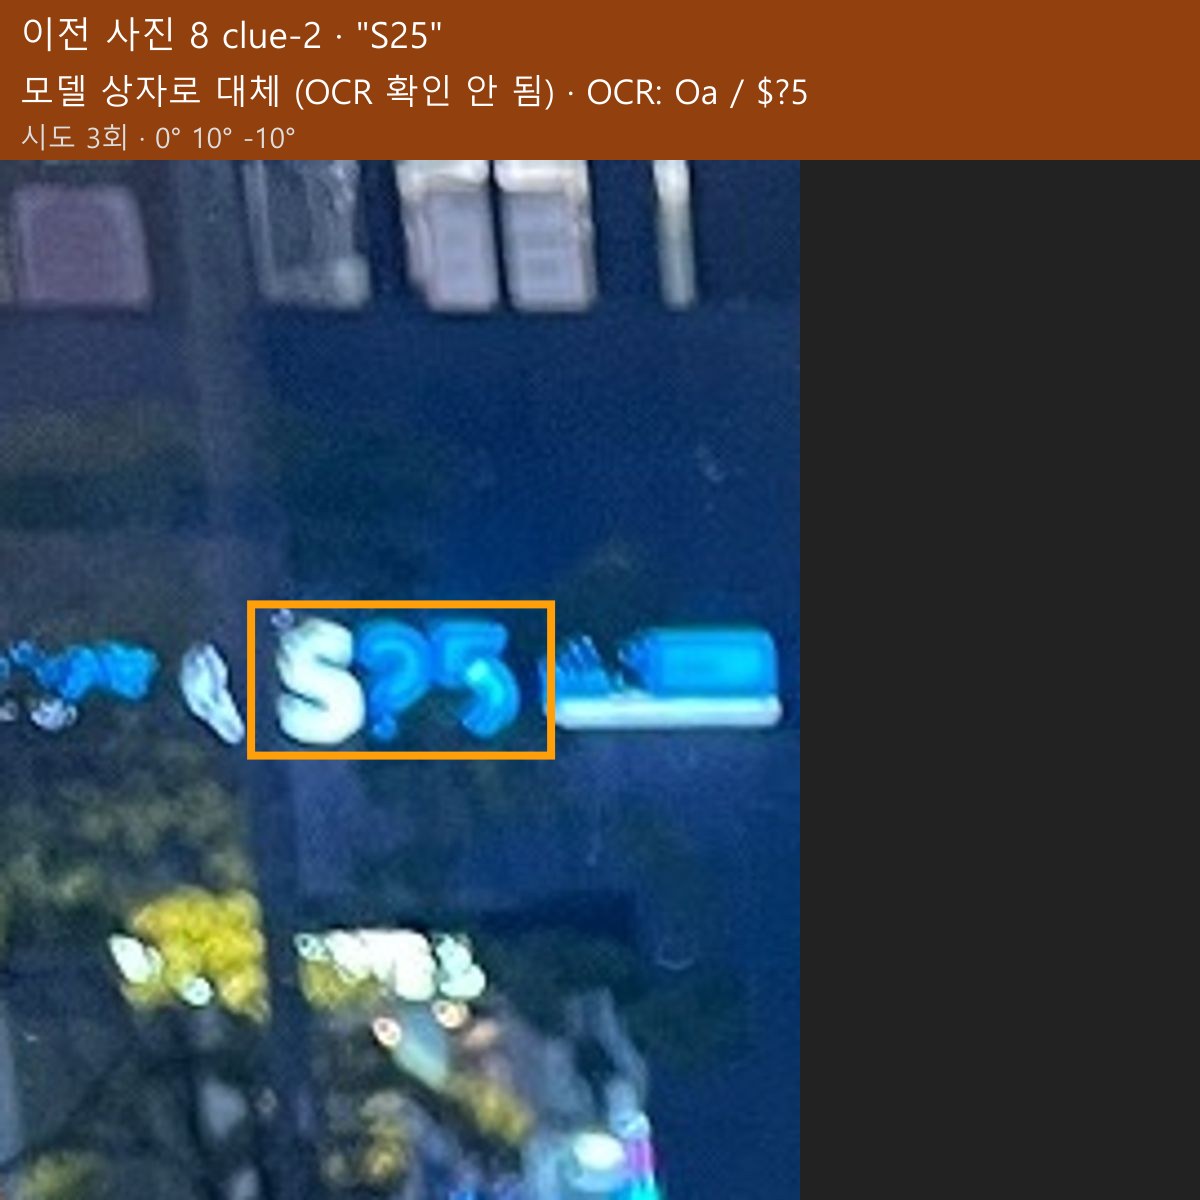 이전 사진 8 clue-2 · "S25"
모델 상자로 대체 (OCR 확인 안 됨) · OCR: Oa / $?5
시도 3회 · 0° 10° -10°
S25